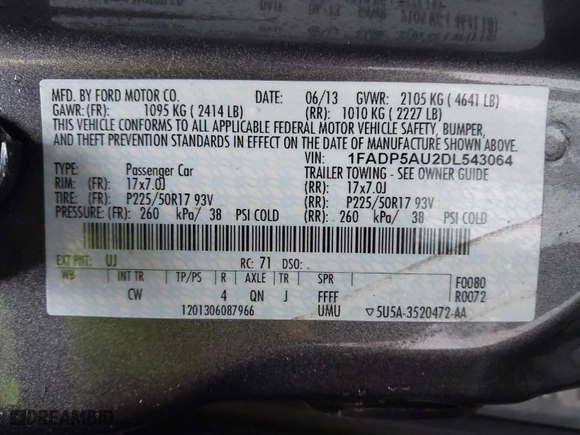 MFD. BY FORD MOTOR CO. DATE: 06/13 GVWR: 2105 KG ( 4641 LB)
GAWR: (FR): 1095 KG ( 2414 LB) (RR): 1010 KG ( 2227 LB)
THIS VEHICLE CONFORMS TO ALL APPLICABLE FEDERAL MOTOR VEHICLE SAFETY, BUMPER,
AND THEFT PREVENTION STANDARDS IN EFFECT ON THE DATE OF MANUFACTURE SHOWN ABOVE.
VIN: 1FADP5AU2DL543064
TYPE: Passenger Car TRAILER TOWING - SEE OWNER GUIDE
RIM: (FR): 17x7.0J (RR): 17x7.0J
TIRE: (FR): P225/50R17 93V (RR): P225/50R17 93V
PRESSURE: (FR): 260 kPa/ 38 PSI COLD (RR): 260 kPa/ 38 PSI COLD
EXT PNT: UJ RC: 71 DSO: .
WB INT TR TP/PS R AXLE TR SPR F0080
CW 4 QN J FFFF R0072
1201306087966 UMU ▽5U5A-3520472-AA
DREAMBID